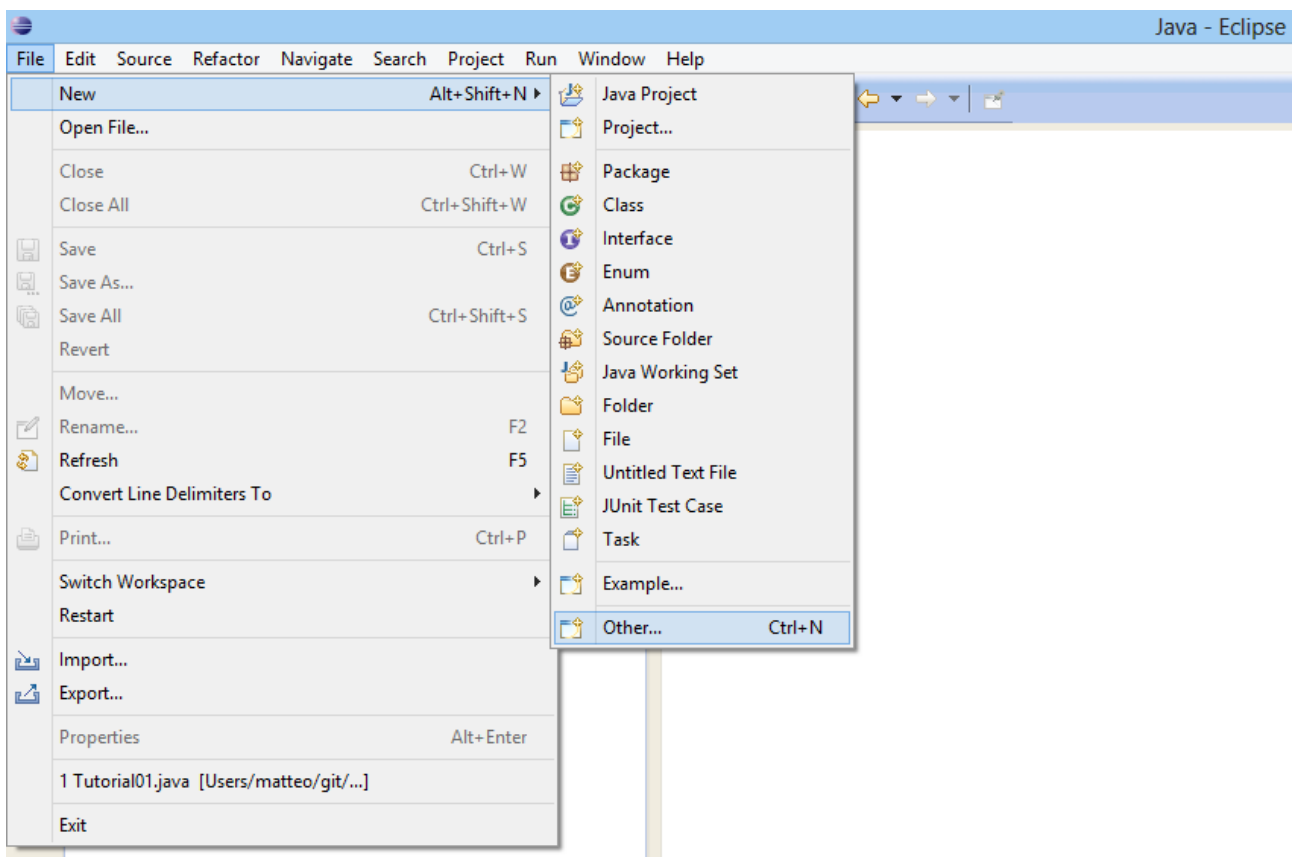 Java - Eclipse
File Edit Source Refactor Navigate Search Project Run Window Help
New Alt+Shift+N
Open File...
Close Ctrl+W
Close All Ctrl+Shift+W
Save Ctrl+S
Save As...
Save All Ctrl+Shift+S
Revert
Move...
Rename... F2
Refresh F5
Convert Line Delimiters To
Print... Ctrl+P
Switch Workspace
Restart
Import...
Export...
Properties Alt+Enter
1 Tutorial01.java [Users/matteo/git/...]
Exit
Java Project
Project...
Package
Class
Interface
Enum
Annotation
Source Folder
Java Working Set
Folder
File
Untitled Text File
JUnit Test Case
Task
Example...
Other... Ctrl+N